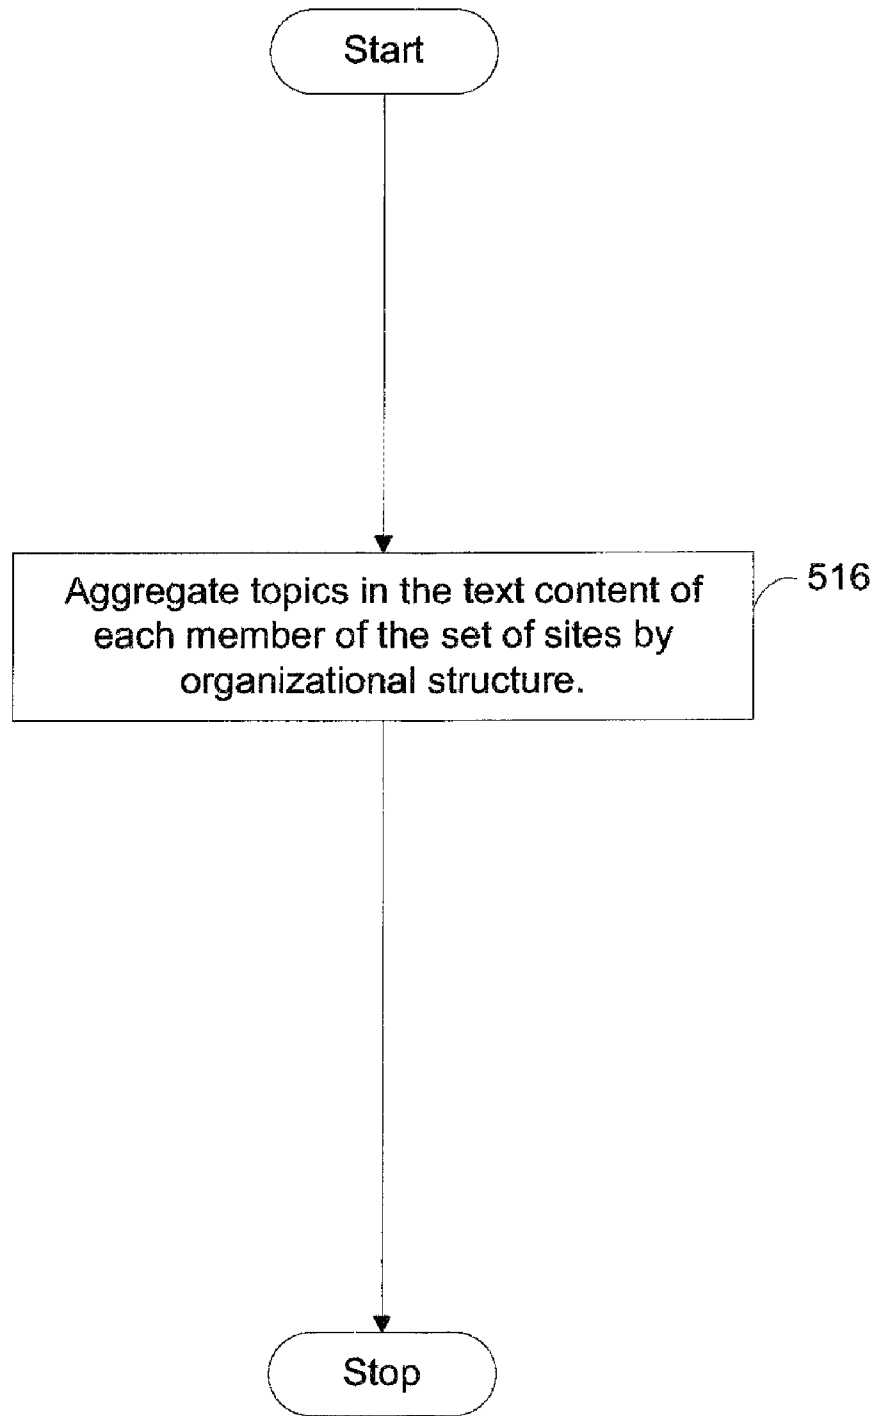 Start
Aggregate topics in the text content of
each member of the set of sites by
organizational structure.
516
Stop